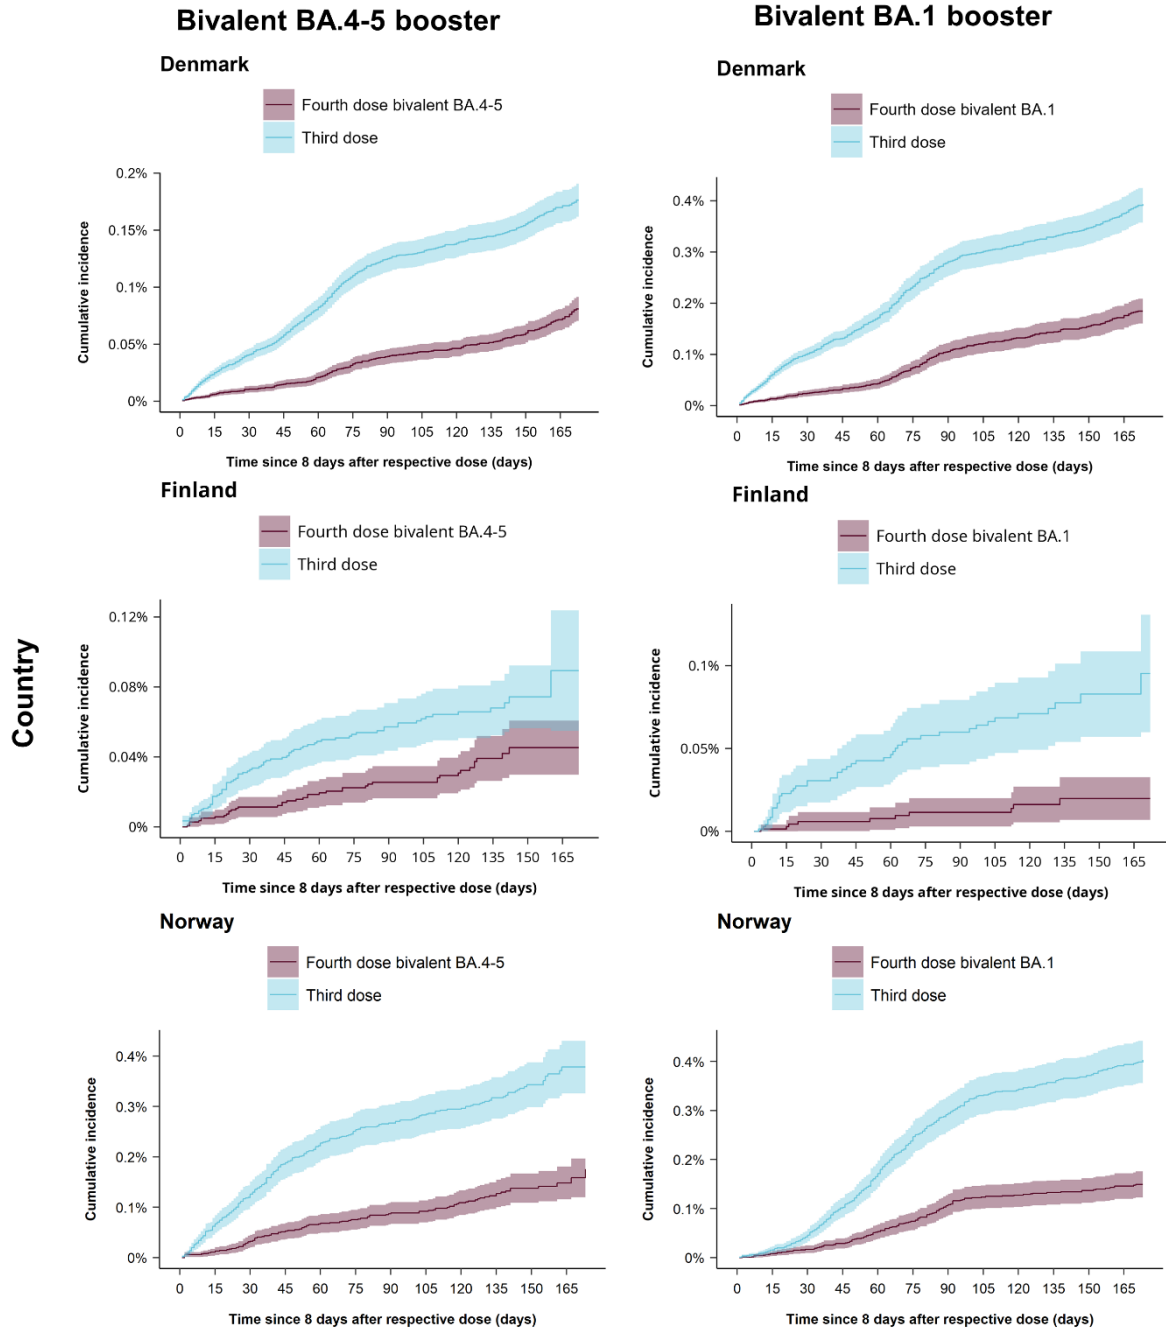 Bivalent BA.4-5 booster
Bivalent BA.1 booster
Country
Denmark
Fourth dose bivalent BA.4-5
Third dose
Cumulative incidence
0.2%
0.15%
0.1%
0.05%
0%
0 15 30 45 60 75 90 105 120 135 150 165
Time since 8 days after respective dose (days)
Denmark
Fourth dose bivalent BA.1
Third dose
Cumulative incidence
0.4%
0.3%
0.2%
0.1%
0%
0 15 30 45 60 75 90 105 120 135 150 165
Time since 8 days after respective dose (days)
Finland
Fourth dose bivalent BA.4-5
Third dose
Cumulative incidence
0.12%
0.08%
0.04%
0%
0 15 30 45 60 75 90 105 120 135 150 165
Time since 8 days after respective dose (days)
Finland
Fourth dose bivalent BA.1
Third dose
Cumulative incidence
0.1%
0.05%
0%
0 15 30 45 60 75 90 105 120 135 150 165
Time since 8 days after respective dose (days)
Norway
Fourth dose bivalent BA.4-5
Third dose
Cumulative incidence
0.4%
0.3%
0.2%
0.1%
0%
0 15 30 45 60 75 90 105 120 135 150 165
Time since 8 days after respective dose (days)
Norway
Fourth dose bivalent BA.1
Third dose
Cumulative incidence
0.4%
0.3%
0.2%
0.1%
0%
0 15 30 45 60 75 90 105 120 135 150 165
Time since 8 days after respective dose (days)